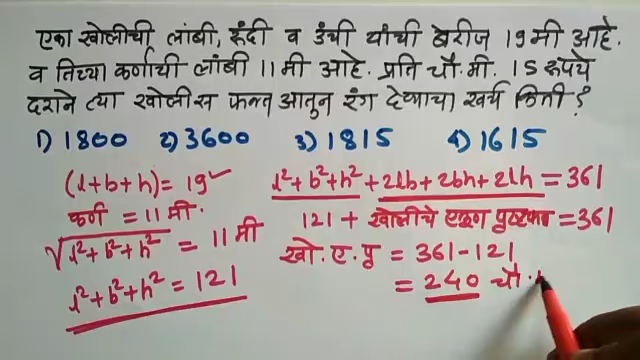 एका खोलीची लांबी, रूंदी व उंची यांची बेरीज 19 मी आहे.
व तिच्या कर्णाची लांबी 11 मी आहे. प्रति चौ.मी. 15 रूपये
दराने त्या खोलीस फक्त आतुन रंग देण्याचा खर्च किती?
1) 1800 2) 3600 3) 1815 4) 1615
(l+b+h) = 19 ✓
कर्ण = 11 मी.
√l²+b²+h² = 11 मी
l²+b²+h² = 121
l²+b²+h² + 2lb+2bh+2lh = 361
121 + खोलीचे एकूण पृष्टफळ = 361
खो.ए.पृ = 361-121
= 240 चौ.